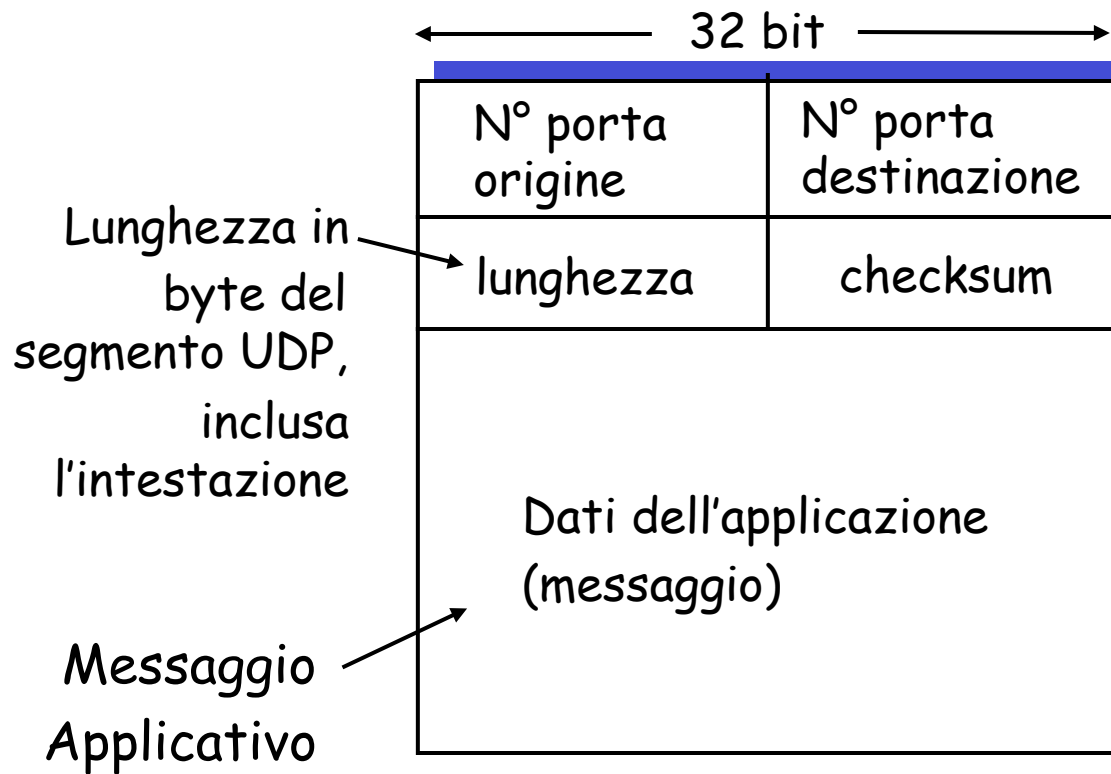 32 bit
N° porta
origine
N° porta
destinazione
Lunghezza in
byte del
segmento UDP,
inclusa
l'intestazione
lunghezza
checksum
Dati dell'applicazione
(messaggio)
Messaggio
Applicativo